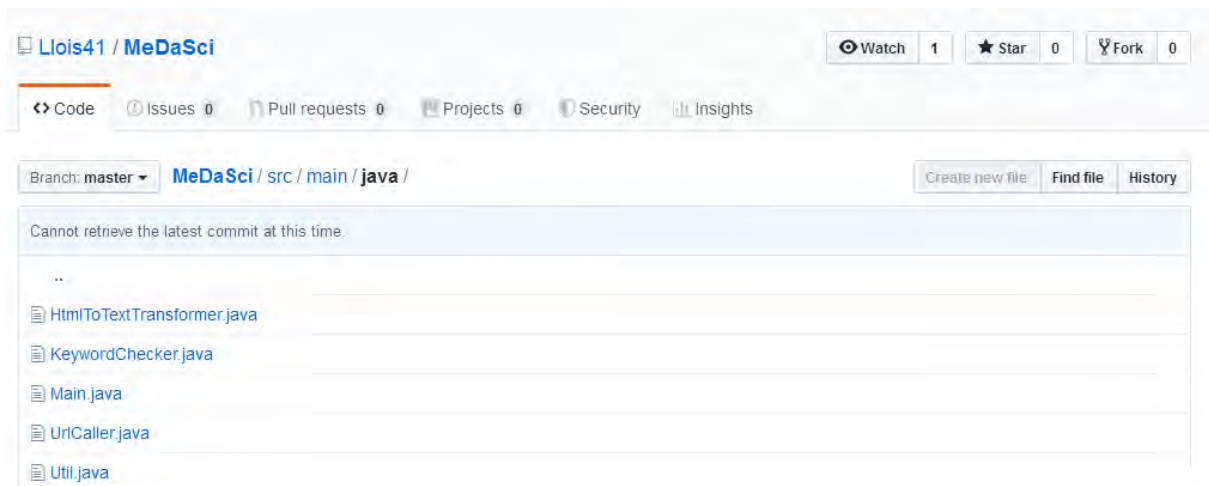 Llois41 / MeDaSci Watch 1 Star 0 Fork 0
Code Issues 0 Pull requests 0 Projects 0 Security Insights
Branch: master MeDaSci / src / main / java / Create new file Find file History
Cannot retrieve the latest commit at this time.
..
HtmlToTextTransformer.java
KeywordChecker.java
Main.java
UrlCaller.java
Util.java